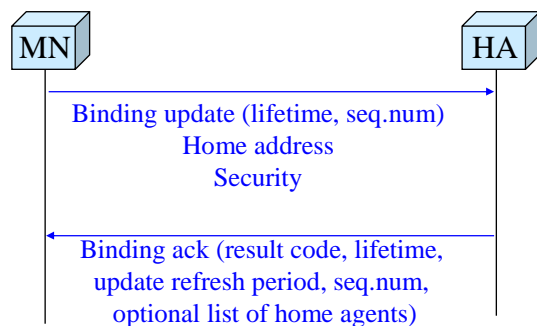 MN
HA
Binding update (lifetime, seq.num)
Home address
Security
Binding ack (result code, lifetime,
update refresh period, seq.num,
optional list of home agents)